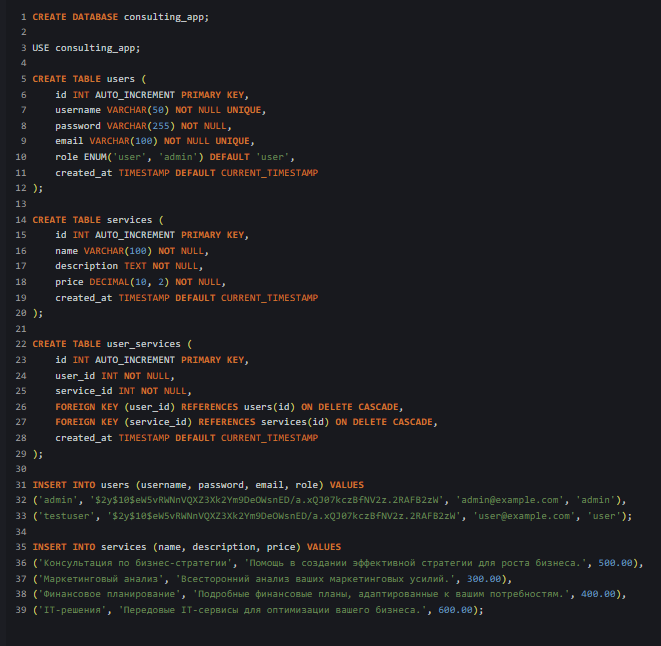 1 CREATE DATABASE consulting_app;
2
3 USE consulting_app;
4
5 CREATE TABLE users (
6 id INT AUTO_INCREMENT PRIMARY KEY,
7 username VARCHAR(50) NOT NULL UNIQUE,
8 password VARCHAR(255) NOT NULL,
9 email VARCHAR(100) NOT NULL UNIQUE,
10 role ENUM('user', 'admin') DEFAULT 'user',
11 created_at TIMESTAMP DEFAULT CURRENT_TIMESTAMP
12 );
13
14 CREATE TABLE services (
15 id INT AUTO_INCREMENT PRIMARY KEY,
16 name VARCHAR(100) NOT NULL,
17 description TEXT NOT NULL,
18 price DECIMAL(10, 2) NOT NULL,
19 created_at TIMESTAMP DEFAULT CURRENT_TIMESTAMP
20 );
21
22 CREATE TABLE user_services (
23 id INT AUTO_INCREMENT PRIMARY KEY,
24 user_id INT NOT NULL,
25 service_id INT NOT NULL,
26 FOREIGN KEY (user_id) REFERENCES users(id) ON DELETE CASCADE,
27 FOREIGN KEY (service_id) REFERENCES services(id) ON DELETE CASCADE,
28 created_at TIMESTAMP DEFAULT CURRENT_TIMESTAMP
29 );
30
31 INSERT INTO users (username, password, email, role) VALUES
32 ('admin', '$2y$10$eW5vRWNnVQXZ3Xk2Ym9DeOWsnED/a.xQJ07kczBfNV2z.2RAFB2zW', 'admin@example.com', 'admin'),
33 ('testuser', '$2y$10$eW5vRWNnVQXZ3Xk2Ym9DeOWsnED/a.xQJ07kczBfNV2z.2RAFB2zW', 'user@example.com', 'user');
34
35 INSERT INTO services (name, description, price) VALUES
36 ('Консультация по бизнес-стратегии', 'Помощь в создании эффективной стратегии для роста бизнеса.', 500.00),
37 ('Маркетинговый анализ', 'Всесторонний анализ ваших маркетинговых усилий.', 300.00),
38 ('Финансовое планирование', 'Подробные финансовые планы, адаптированные к вашим потребностям.', 400.00),
39 ('IT-решения', 'Передовые IT-сервисы для оптимизации вашего бизнеса.', 600.00);